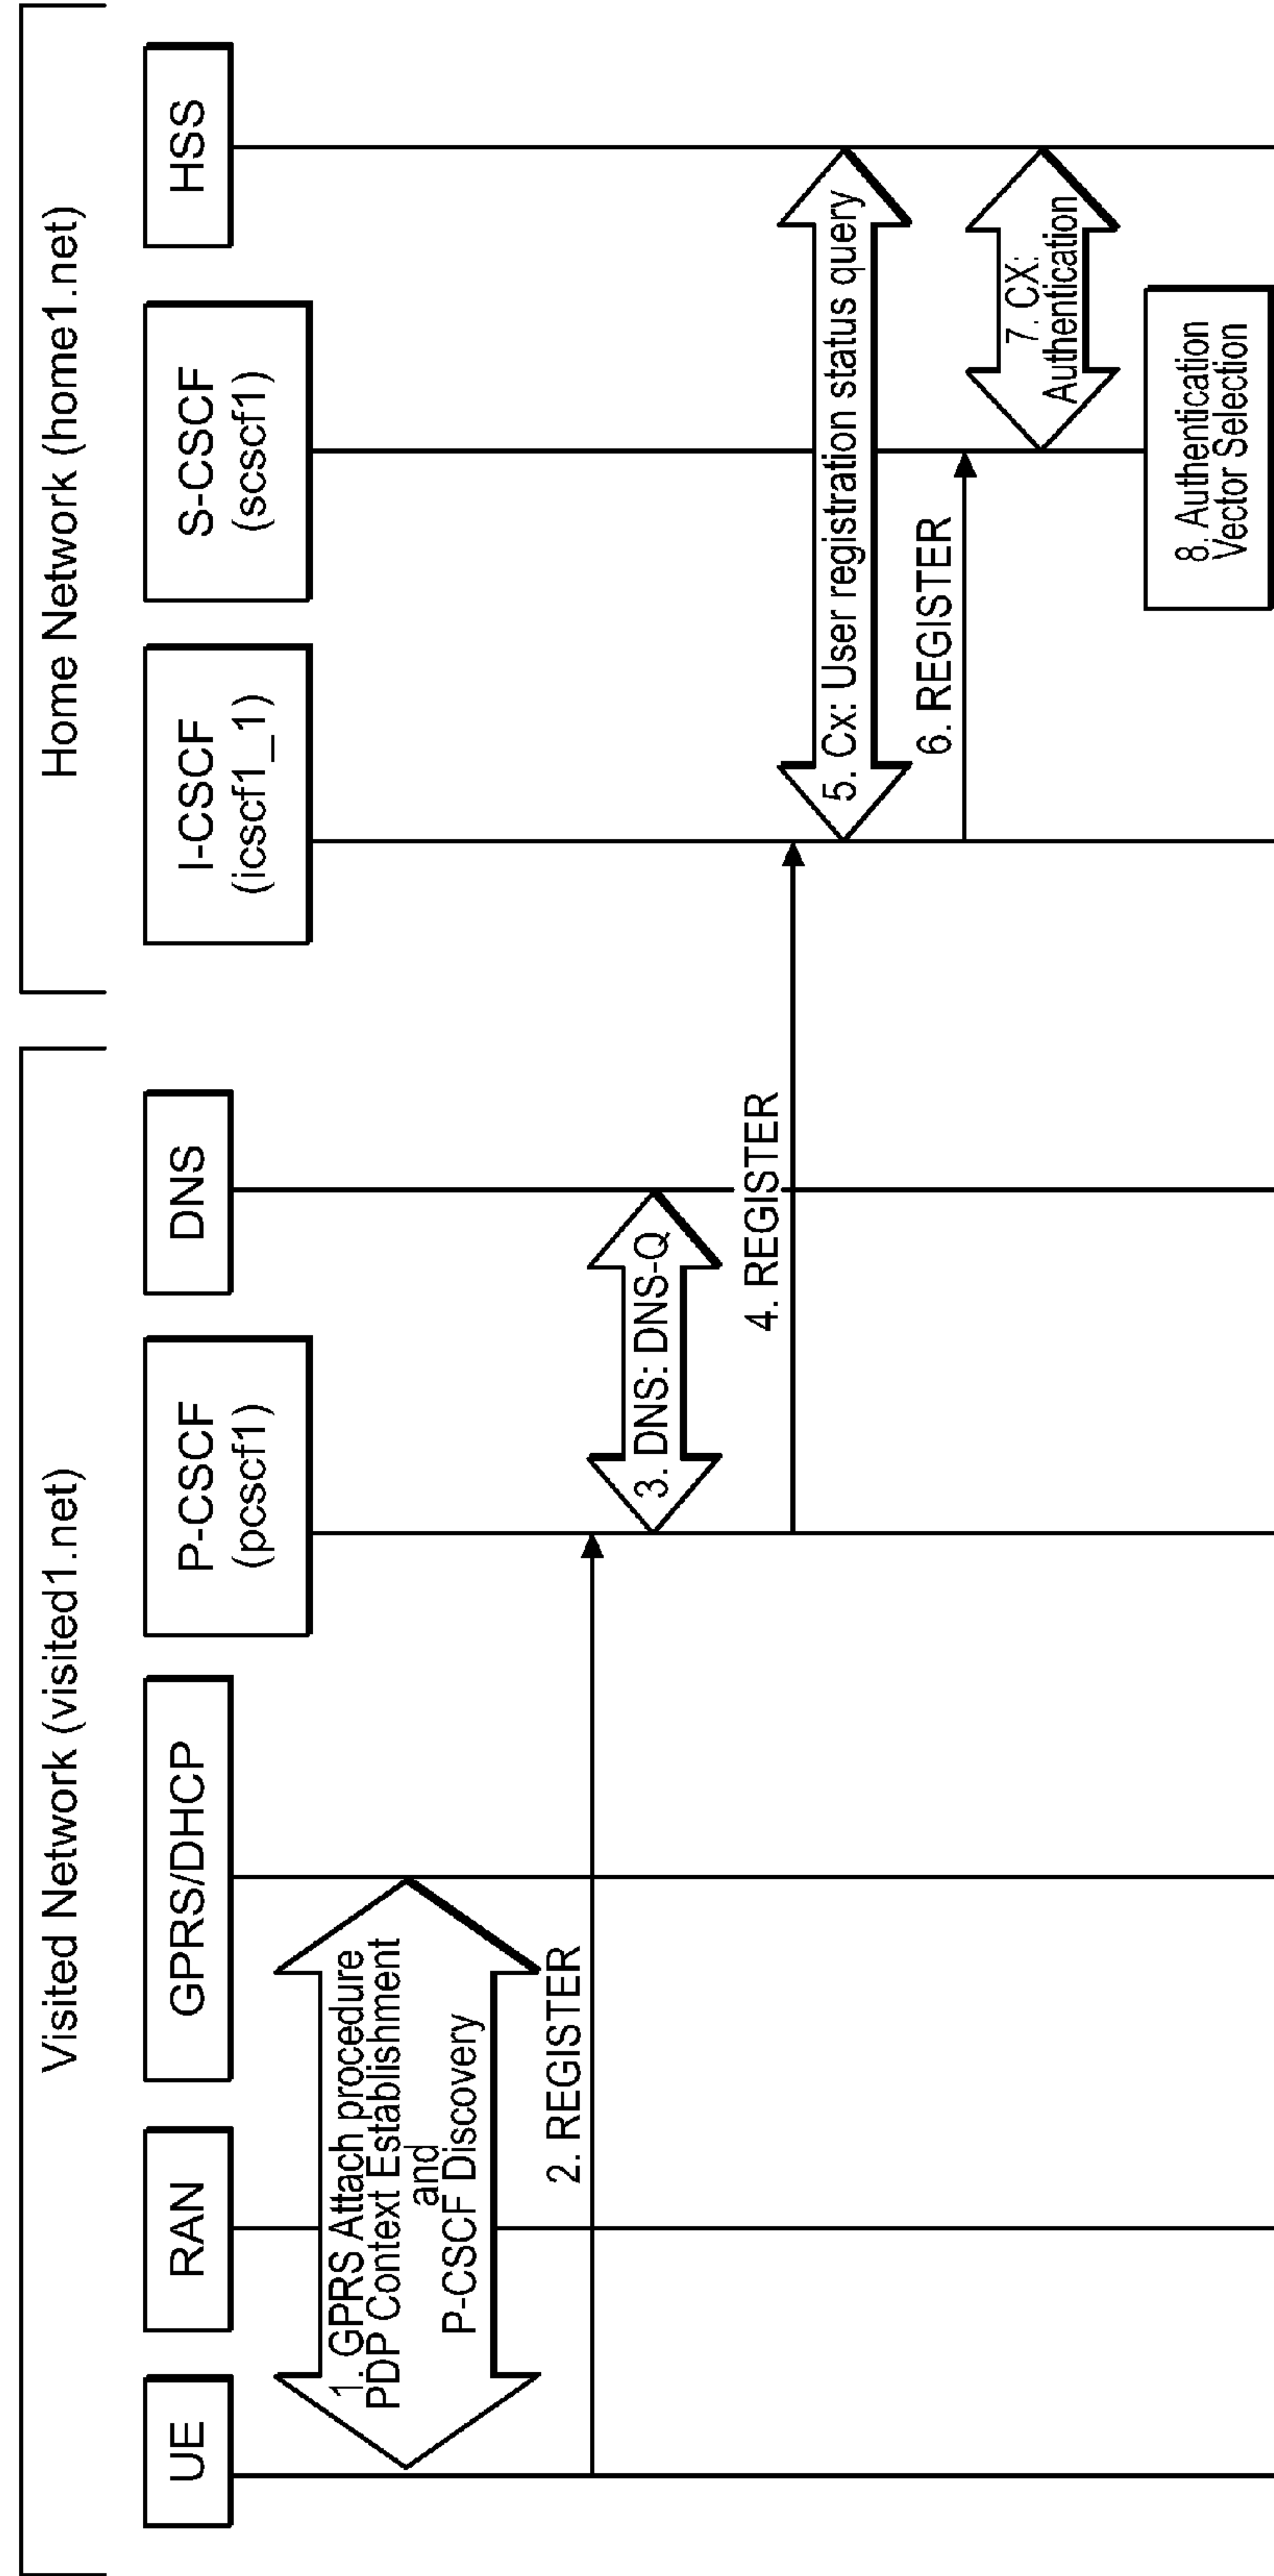 Visited Network (visited1.net)
Home Network (home1.net)
UE
RAN
GPRS/DHCP
P-CSCF
(pcscf1)
DNS
I-CSCF
(icsf1_1)
S-CSCF
(scscf1)
HSS
1. GPRS Attach procedure
PDP Context Establishment
and
P-CSCF Discovery
2. REGISTER
3. DNS: DNS-Q
4. REGISTER
5. Cx: User registration status query
6. REGISTER
7. CX:
Authentication
8. Authentication
Vector Selection